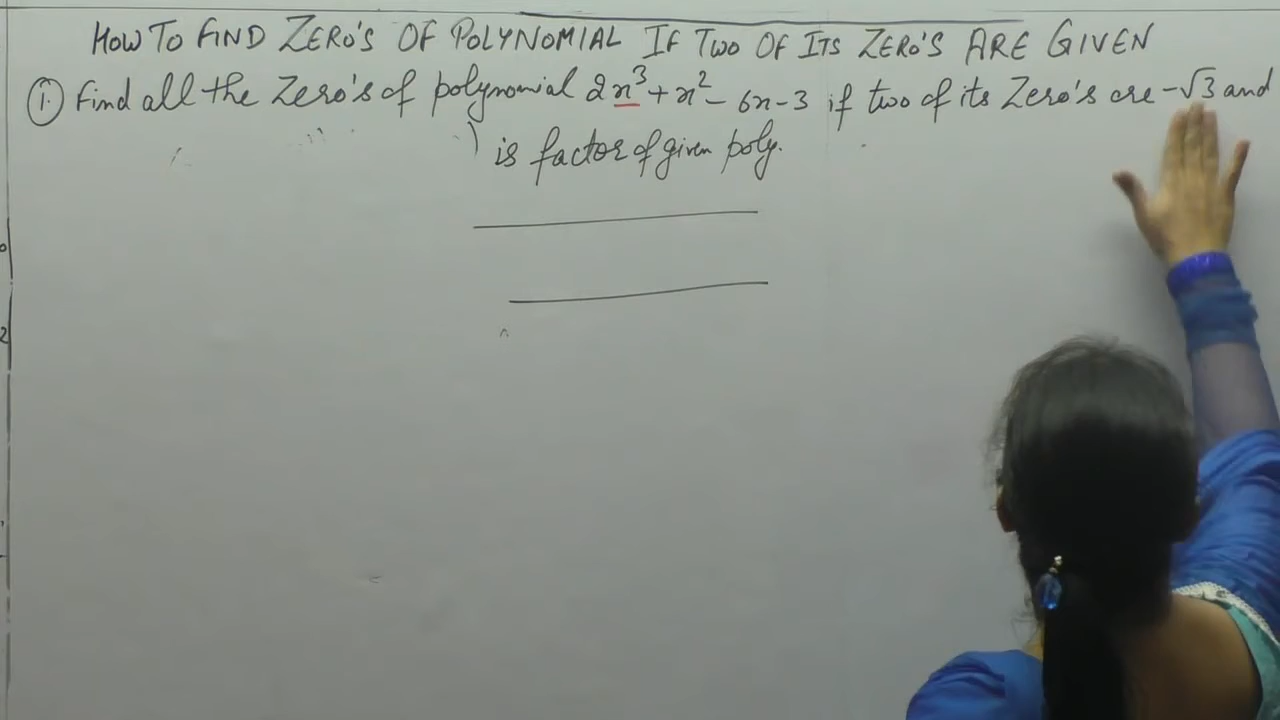 HOW TO FIND ZERO'S OF POLYNOMIAL IF TWO OF ITS ZERO'S ARE GIVEN
1. Find all the Zero's of polynomial 2x³+x²-6x-3 if two of its Zero's are -√3 and
is factor of given poly.